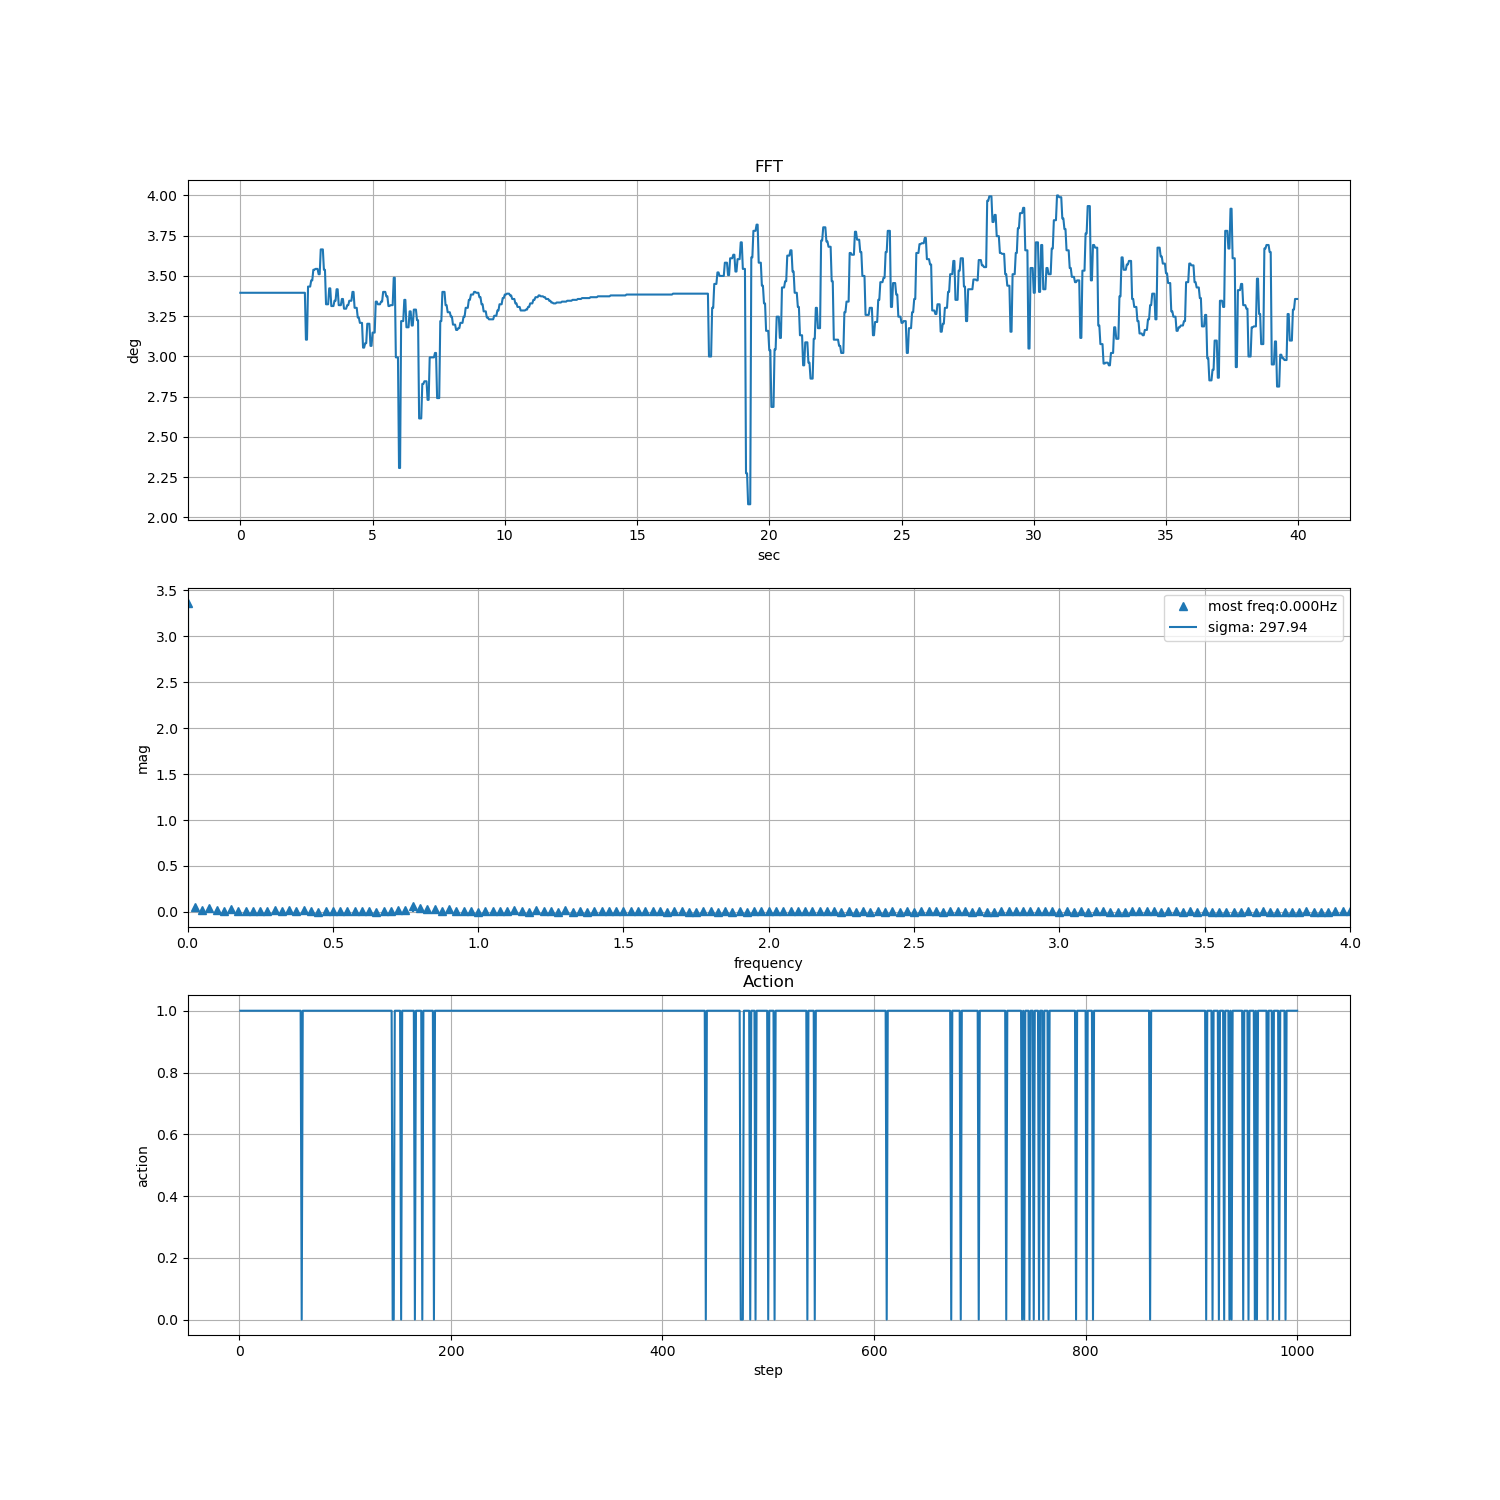 FFT
4.00
3.75
3.50
3.25
3.00
2.75
2.50
2.25
2.00
deg
0 5 10 15 20 25 30 35 40
sec
3.5
3.0
2.5
2.0
1.5
1.0
0.5
0.0
mag
most freq:0.000Hz
sigma: 297.94
0.0 0.5 1.0 1.5 2.0 2.5 3.0 3.5 4.0
frequency
Action
1.0
0.8
0.6
0.4
0.2
0.0
action
0 200 400 600 800 1000
step